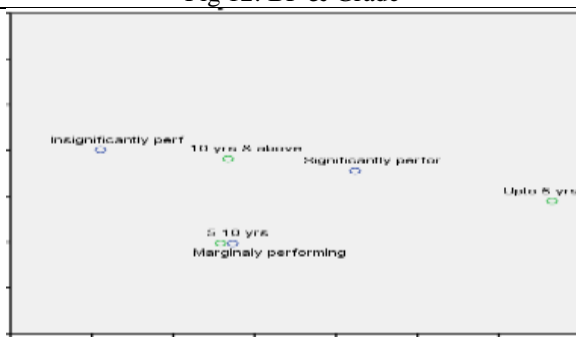 Insignificantly perf
10 yrs & above
Significantly perfor
Upto 5 yrs
5 10 yrs
Marginaly performing